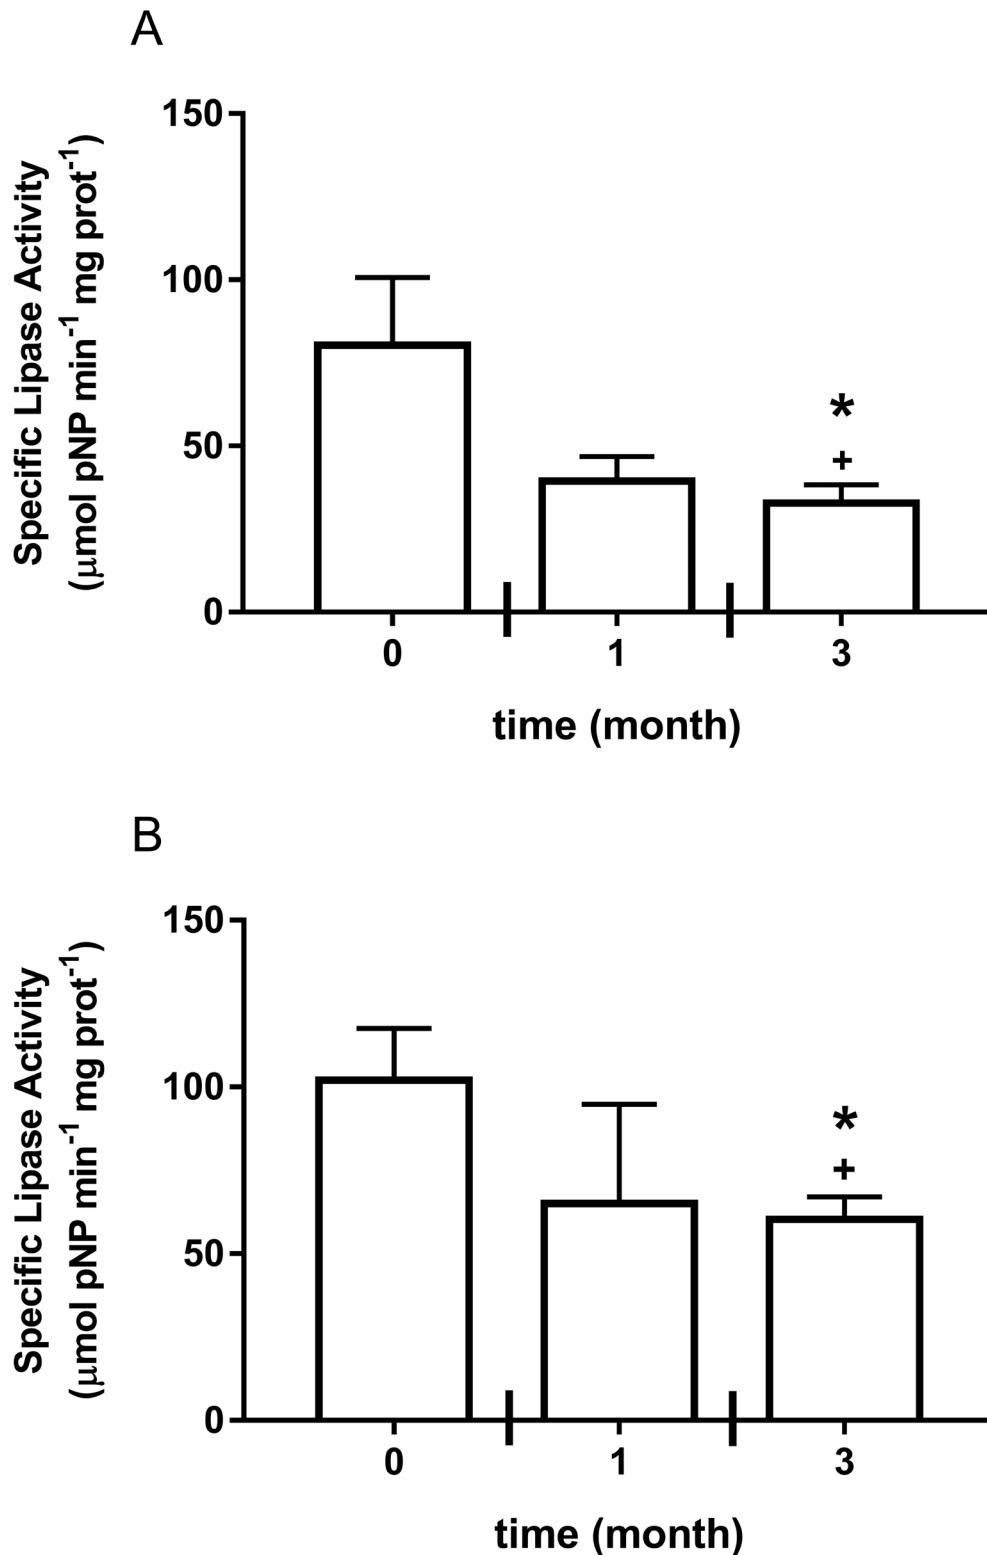 A
Specific Lipase Activity
(μmol pNP min⁻¹ mg prot⁻¹)
150
100
50
0
*
+
0 1 3
time (month)
B
Specific Lipase Activity
(μmol pNP min⁻¹ mg prot⁻¹)
150
100
50
0
*
+
0 1 3
time (month)